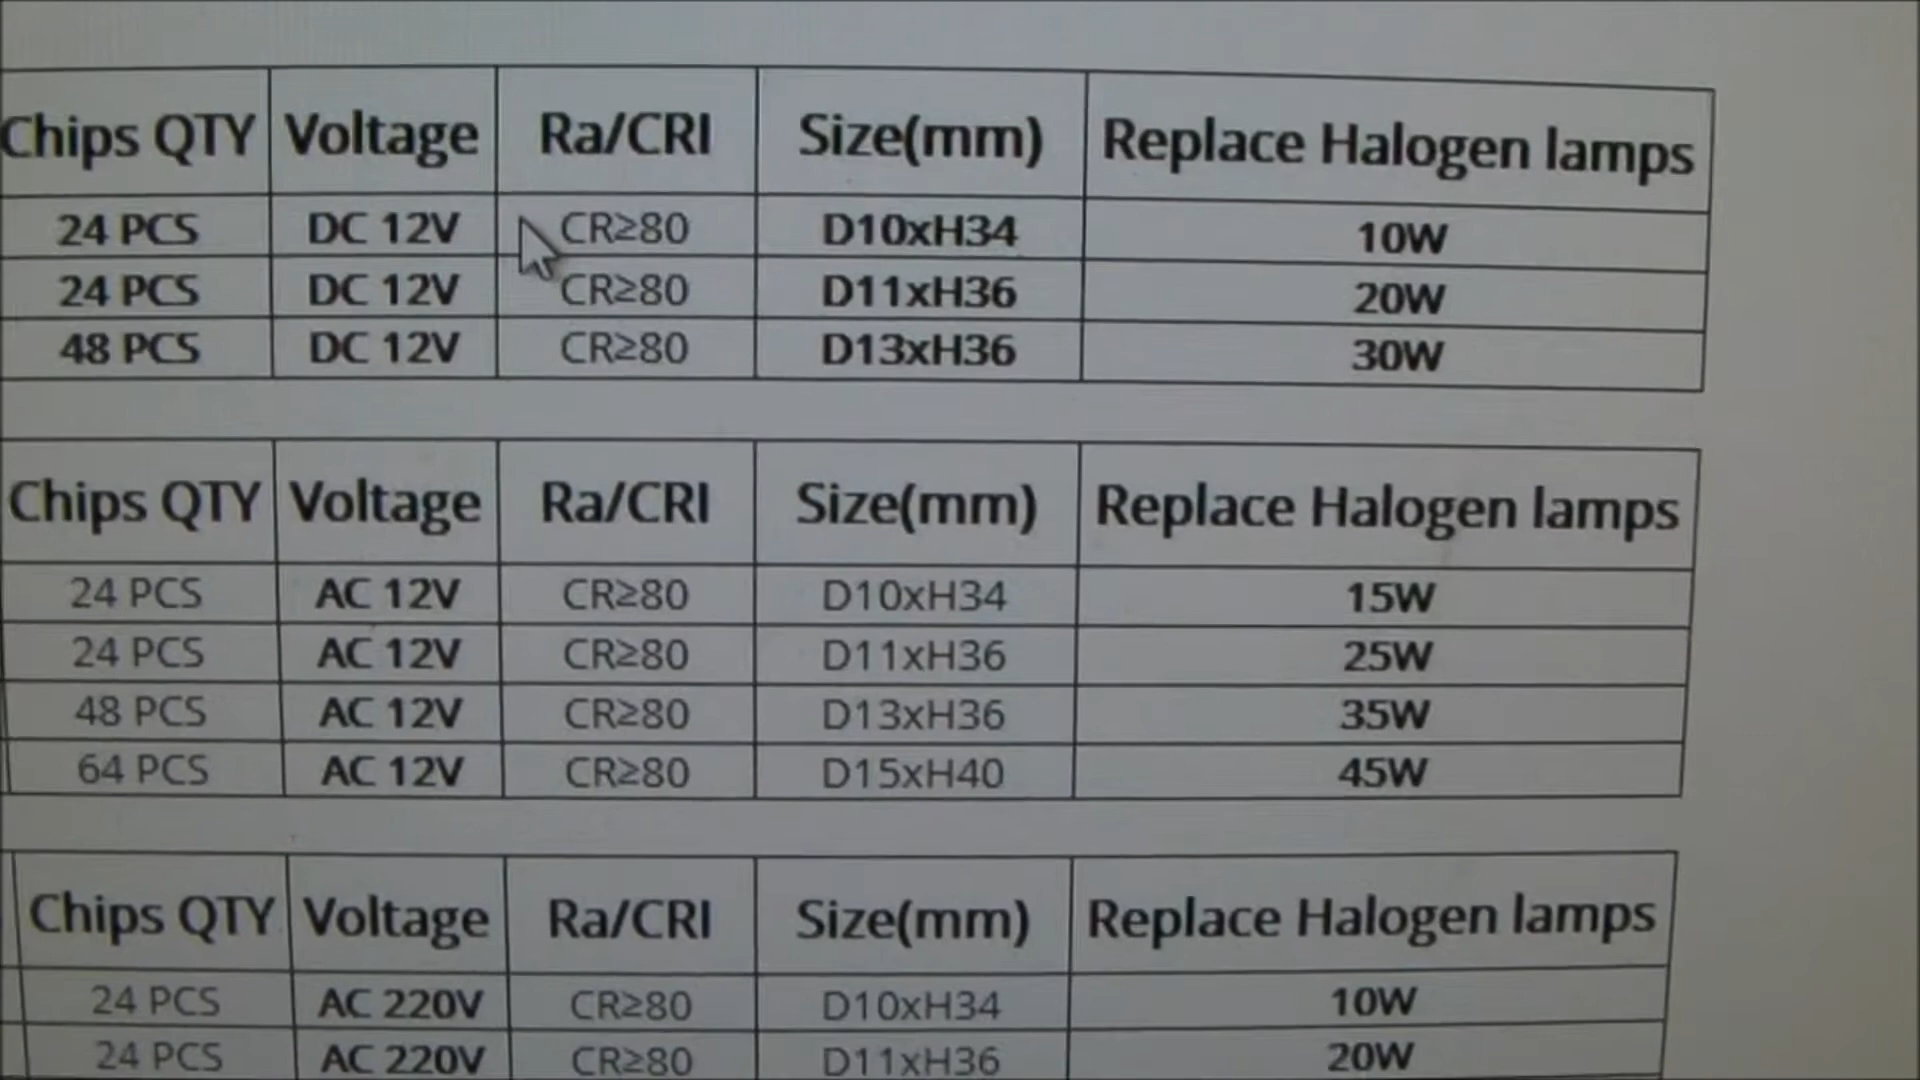 Chips QTY Voltage Ra/CRI Size(mm) Replace Halogen lamps
24 PCS DC 12V CR≥80 D10xH34 10W
24 PCS DC 12V CR≥80 D11xH36 20W
48 PCS DC 12V CR≥80 D13xH36 30W
Chips QTY Voltage Ra/CRI Size(mm) Replace Halogen lamps
24 PCS AC 12V CR≥80 D10xH34 15W
24 PCS AC 12V CR≥80 D11xH36 25W
48 PCS AC 12V CR≥80 D13xH36 35W
64 PCS AC 12V CR≥80 D15xH40 45W
Chips QTY Voltage Ra/CRI Size(mm) Replace Halogen lamps
24 PCS AC 220V CR≥80 D10xH34 10W
24 PCS AC 220V CR≥80 D11xH36 20W